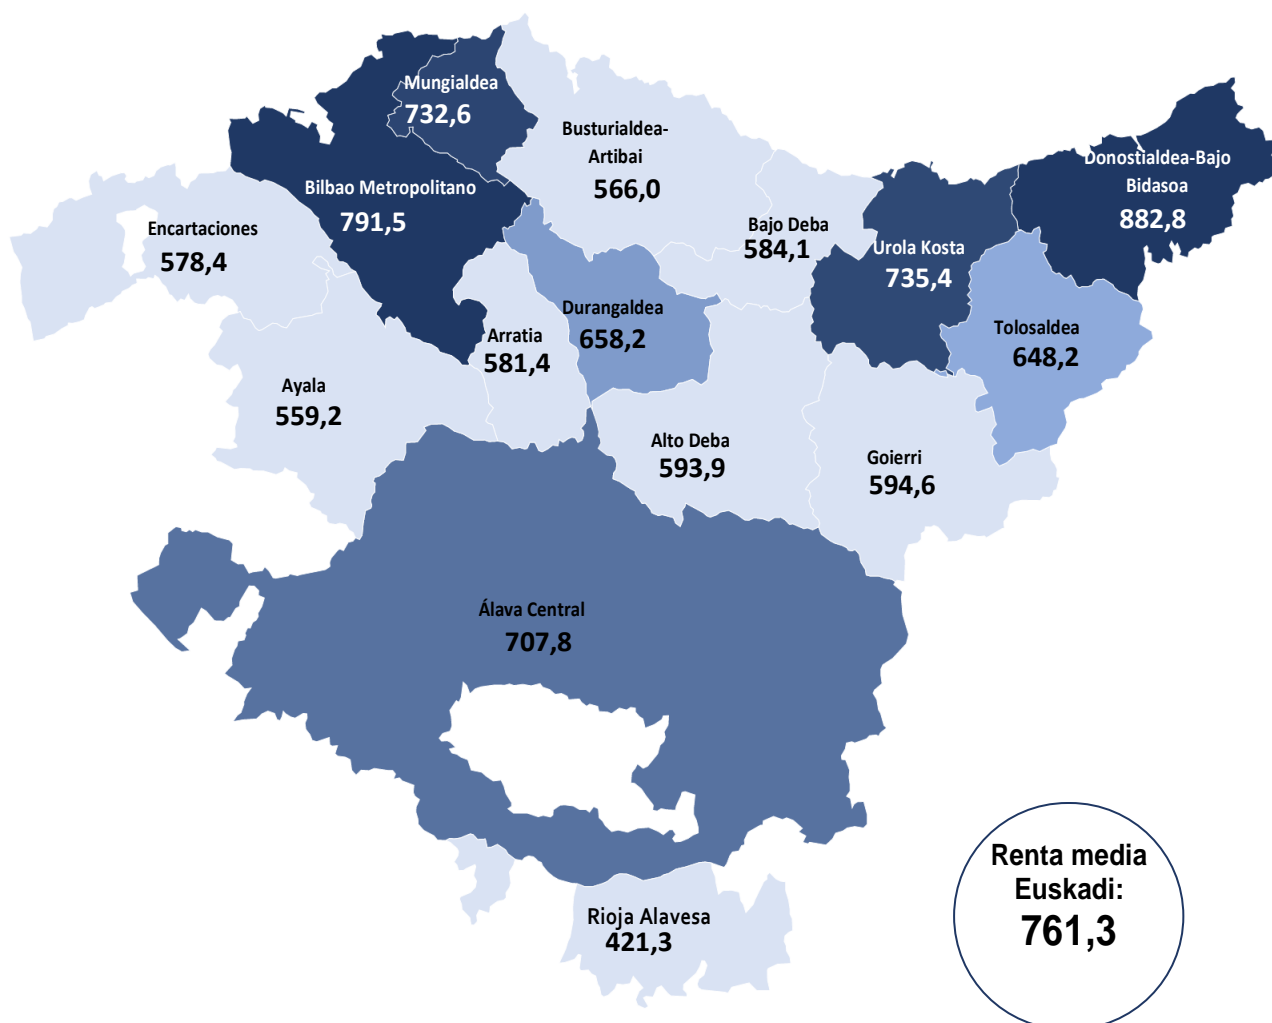 Mungialdea
732,6
Busturialdea-
Artibai
566,0
Donostialdea-Bajo
Bidasoa
882,8
Bilbao Metropolitano
791,5
Encartaciones
578,4
Bajo Deba
584,1
Urola Kosta
735,4
Durangaldea
658,2
Tolosaldea
648,2
Arratia
581,4
Ayala
559,2
Alto Deba
593,9
Goierri
594,6
Álava Central
707,8
Renta media
Euskadi:
761,3
Rioja Alavesa
421,3